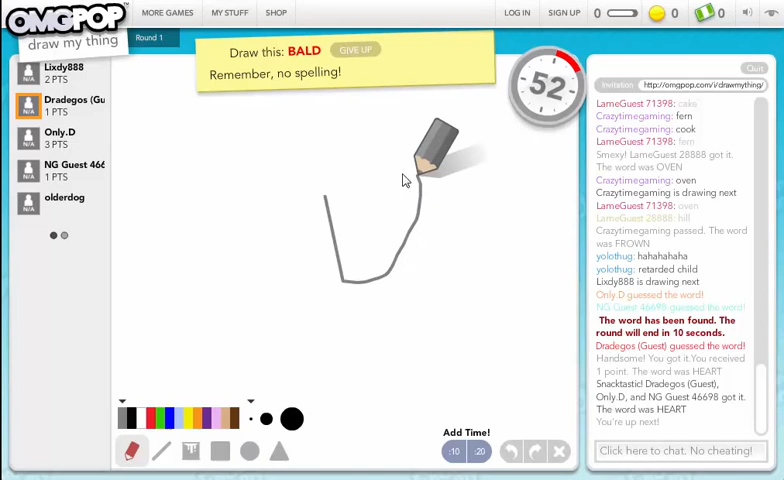 OMGPOP
draw my thing
MORE GAMES
MY STUFF
SHOP
LOG IN
SIGN UP
0
0
0
Round 1
Draw this: BALD
GIVE UP
Remember, no spelling!
52
Lixdy888
2 PTS
Dradegos (Gu
1 PTS
Only.D
3 PTS
NG Guest 466
1 PTS
olderdog
N/A
N/A
N/A
N/A
N/A
Quit
Invitation
http://omgpop.com/i/drawmything/
LameGuest 71398: cake
Crazytimegaming: fern
Crazytimegaming: cook
LameGuest 71398: fern
Smexy! LameGuest 28888 got it.
The word was OVEN
Crazytimegaming: oven
Crazytimegaming is drawing next
LameGuest 71398: oven
LameGuest 28888: hill
Crazytimegaming passed. The word
was FROWN
yolothug: hahahahaha
yolothug: retarded child
Lixdy888 is drawing next
Only.D guessed the word!
NG Guest 46698 guessed the word!
The word has been found. The
round will end in 10 seconds.
Dradegos (Guest) guessed the word!
Handsome! You got it.You received
1 point. The word was HEART
Snacktastic! Dradegos (Guest),
Only.D, and NG Guest 46698 got it.
The word was HEART
You're up next!
Click here to chat. No cheating!
Add Time!
:10
:20